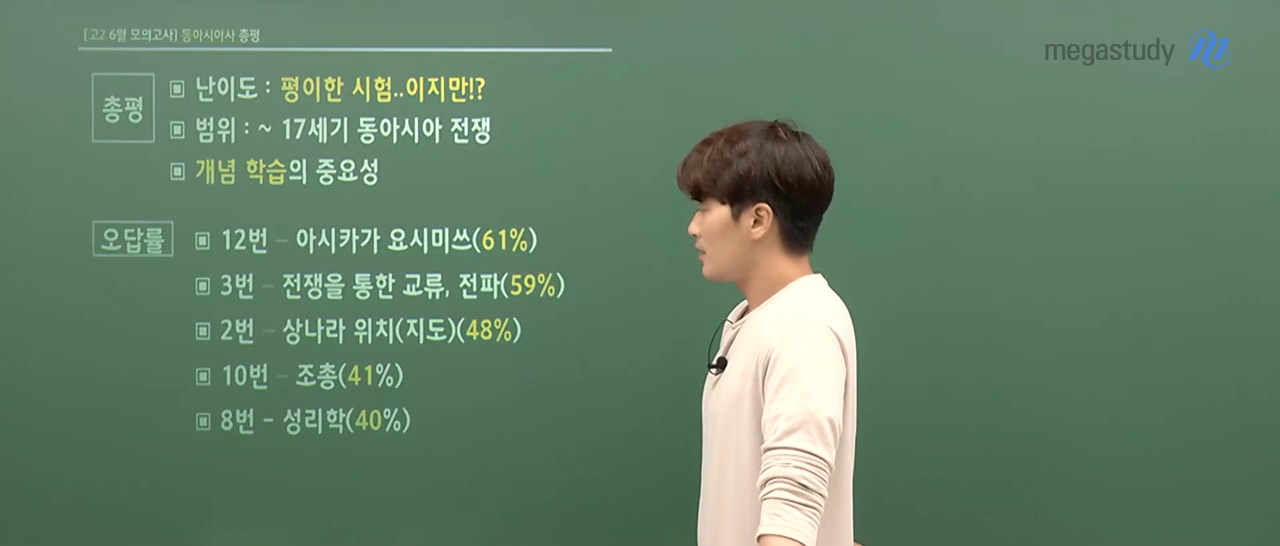 [고2 6월 모의고사] 동아시아사 총평
megastudy
총평
▣ 난이도 : 평이한 시험..이지만!?
▣ 범위 : ~ 17세기 동아시아 전쟁
▣ 개념 학습의 중요성
오답률
▣ 12번 – 아시카가 요시미쓰(61%)
▣ 3번 – 전쟁을 통한 교류, 전파(59%)
▣ 2번 – 상나라 위치(지도)(48%)
▣ 10번 – 조총(41%)
▣ 8번 – 성리학(40%)